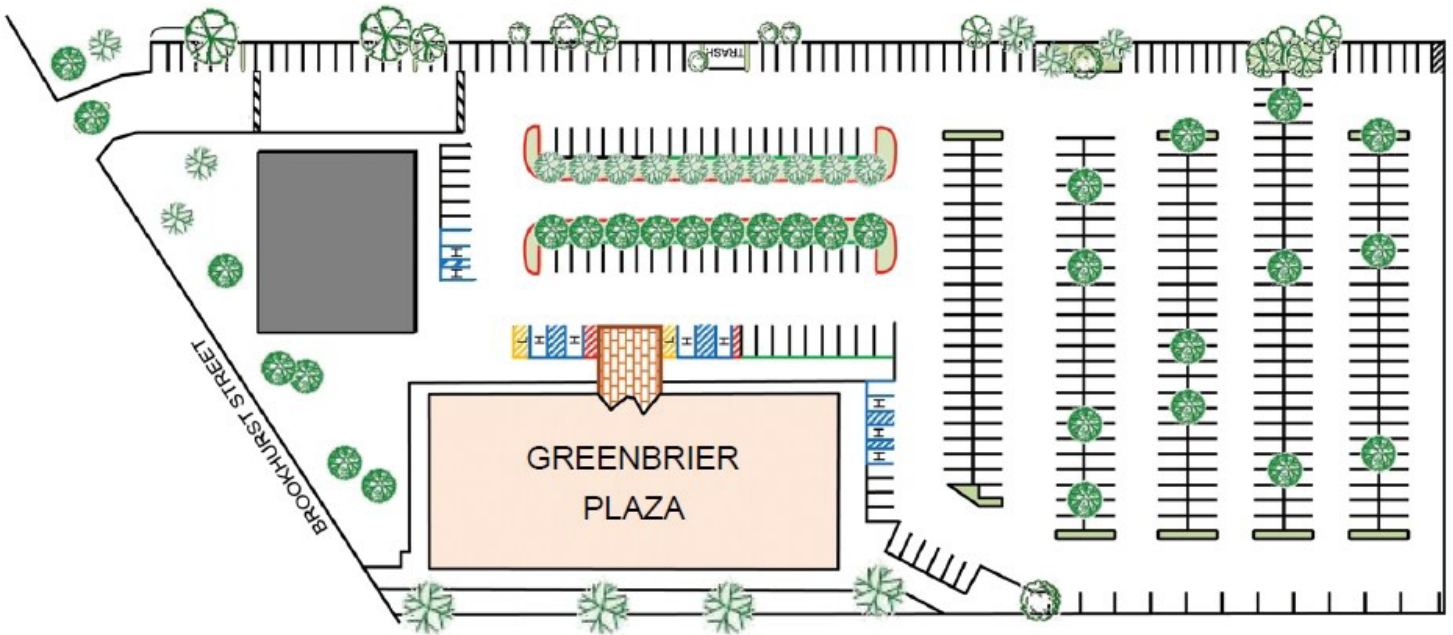 TRASH
H
H
H H H H
H
H
H
BROOKHURST STREET
GREENBRIER
PLAZA